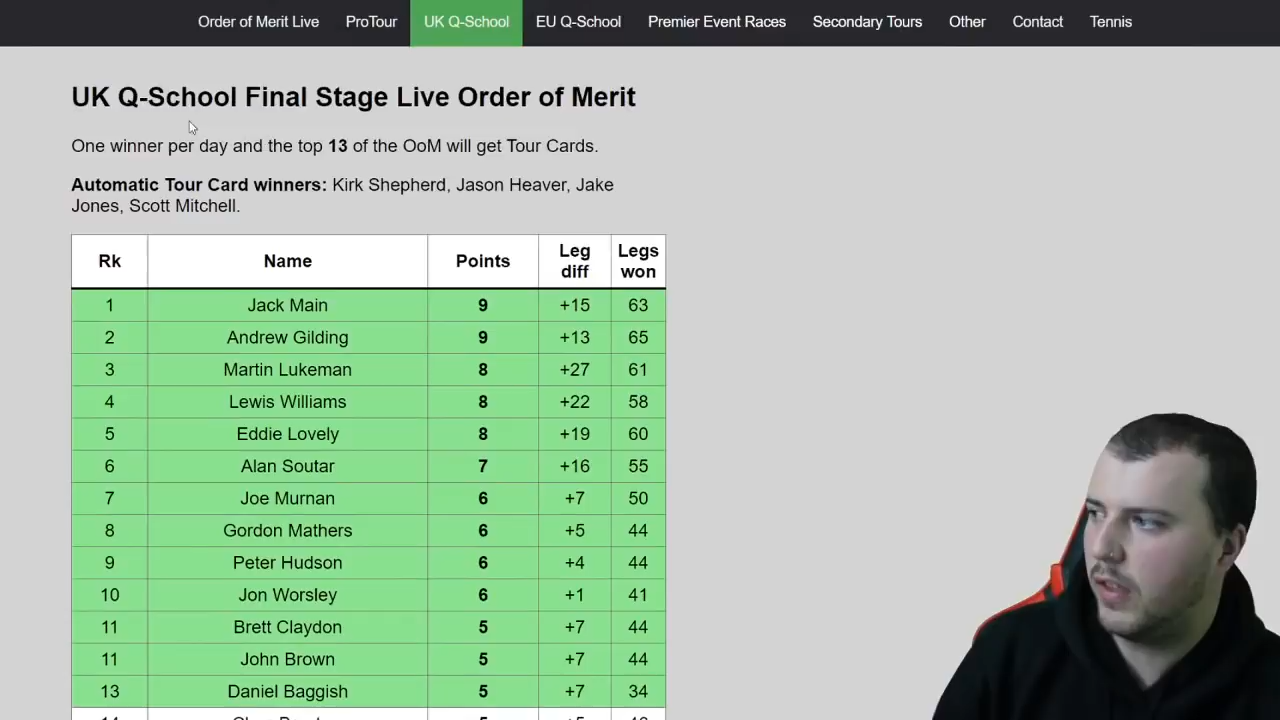 Order of Merit Live ProTour UK Q-School EU Q-School Premier Event Races Secondary Tours Other Contact Tennis
UK Q-School Final Stage Live Order of Merit
One winner per day and the top 13 of the OoM will get Tour Cards.
Automatic Tour Card winners: Kirk Shepherd, Jason Heaver, Jake
Jones, Scott Mitchell.
Rk Name Points Leg diff Legs won
1 Jack Main 9 +15 63
2 Andrew Gilding 9 +13 65
3 Martin Lukeman 8 +27 61
4 Lewis Williams 8 +22 58
5 Eddie Lovely 8 +19 60
6 Alan Soutar 7 +16 55
7 Joe Murnan 6 +7 50
8 Gordon Mathers 6 +5 44
9 Peter Hudson 6 +4 44
10 Jon Worsley 6 +1 41
11 Brett Claydon 5 +7 44
11 John Brown 5 +7 44
13 Daniel Baggish 5 +7 34